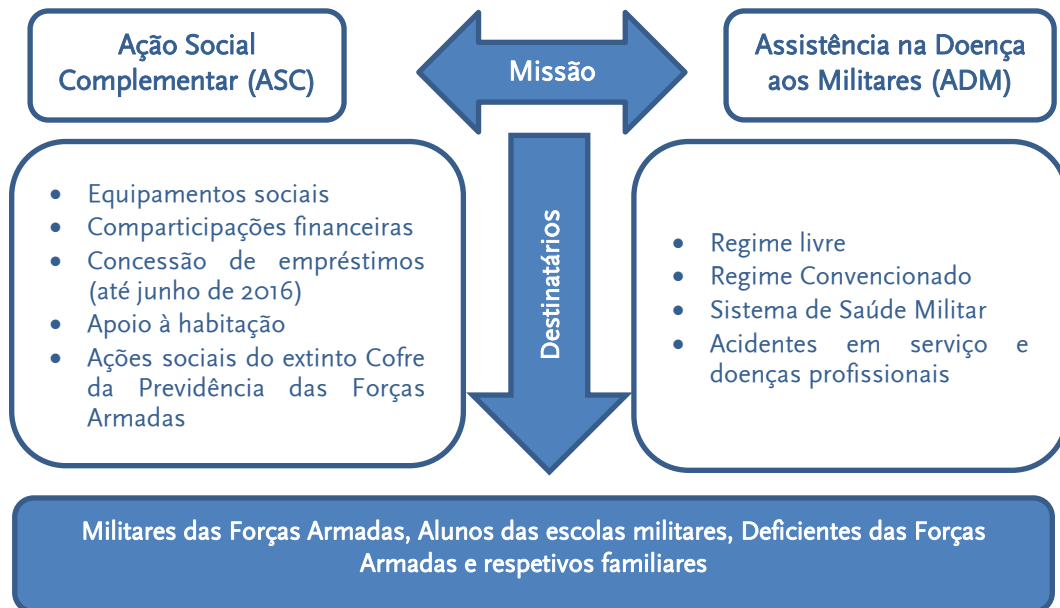 Ação Social
Complementar (ASC)
Missão
Assistência na Doença
aos Militares (ADM)
• Equipamentos sociais
• Comparticipações financeiras
• Concessão de empréstimos
(até junho de 2016)
• Apoio à habitação
• Ações sociais do extinto Cofre
da Previdência das Forças
Armadas
Destinatários
• Regime livre
• Regime Convencionado
• Sistema de Saúde Militar
• Acidentes em serviço e
doenças profissionais
Militares das Forças Armadas, Alunos das escolas militares, Deficientes das Forças
Armadas e respetivos familiares